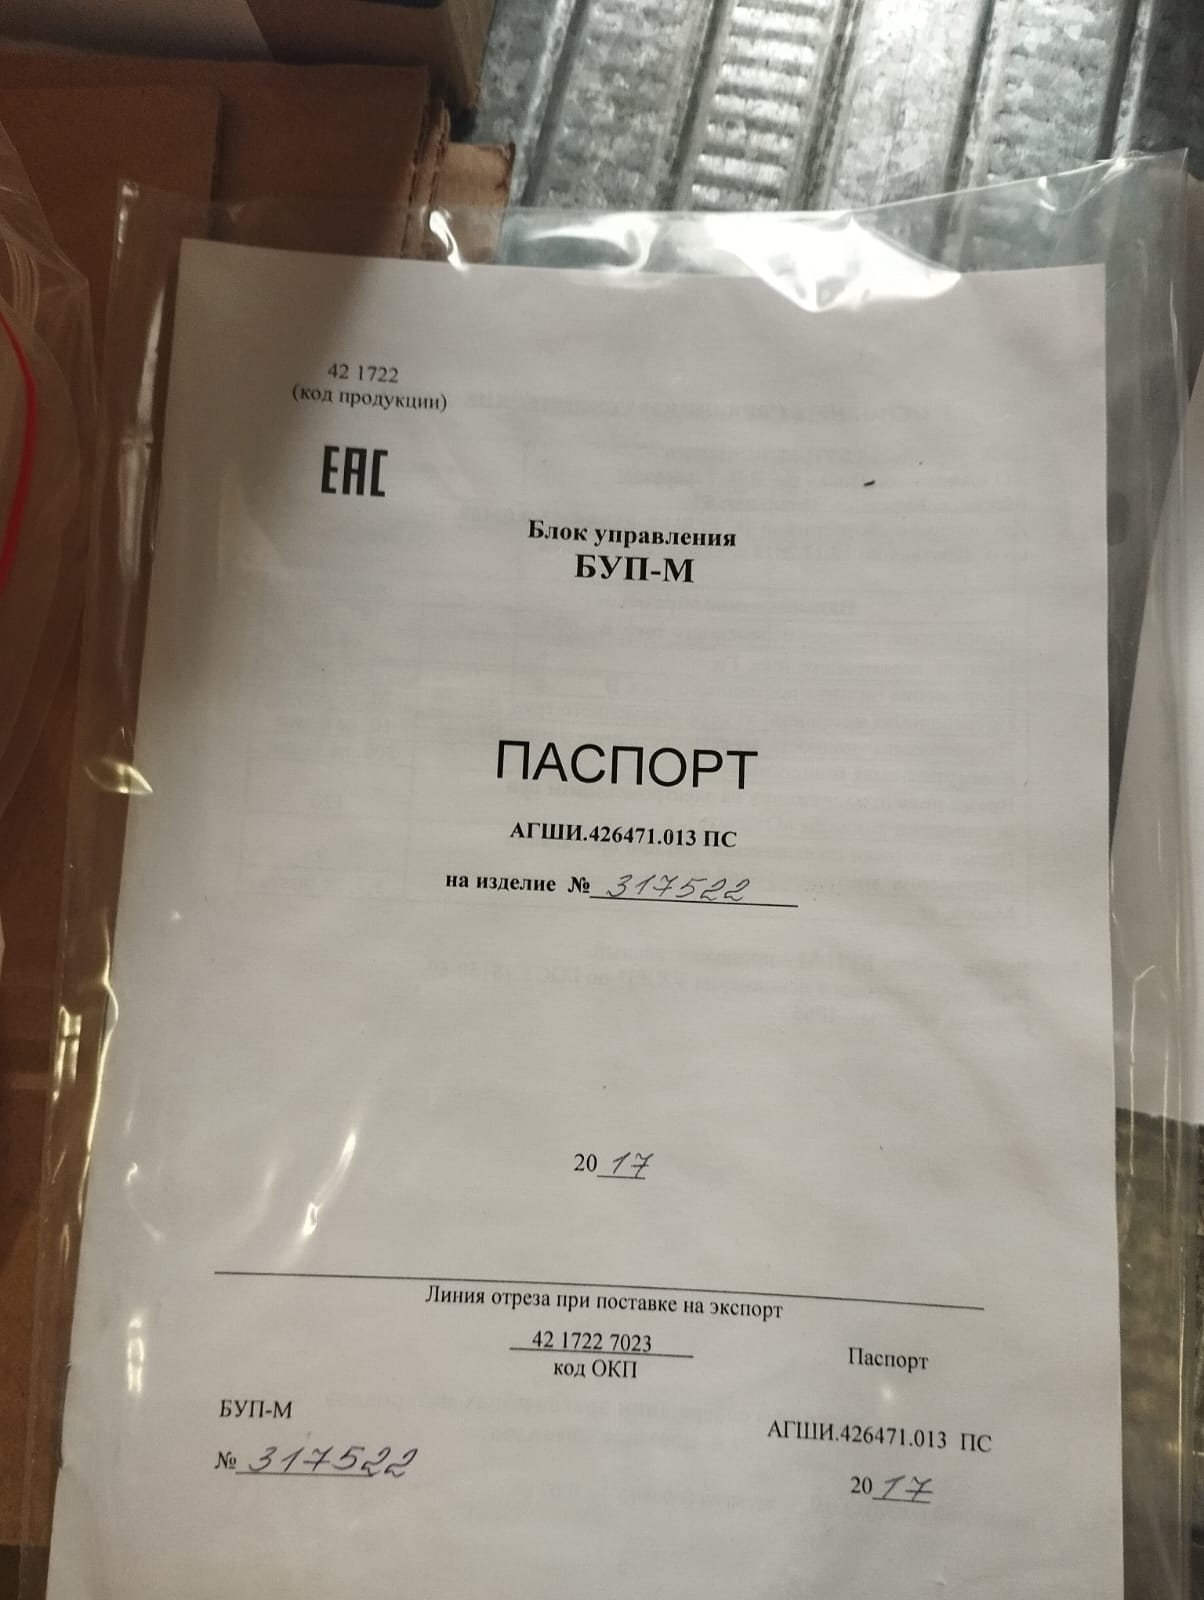 42 1722
(код продукции)
ЕАС
Блок управления
БУП-М
ПАСПОРТ
АГШИ.426471.013 ПС
на изделие № 317522
20 17
Линия отреза при поставке на экспорт
42 1722 7023
код ОКП
Паспорт
БУП-М
АГШИ.426471.013 ПС
№ 317522
20 17